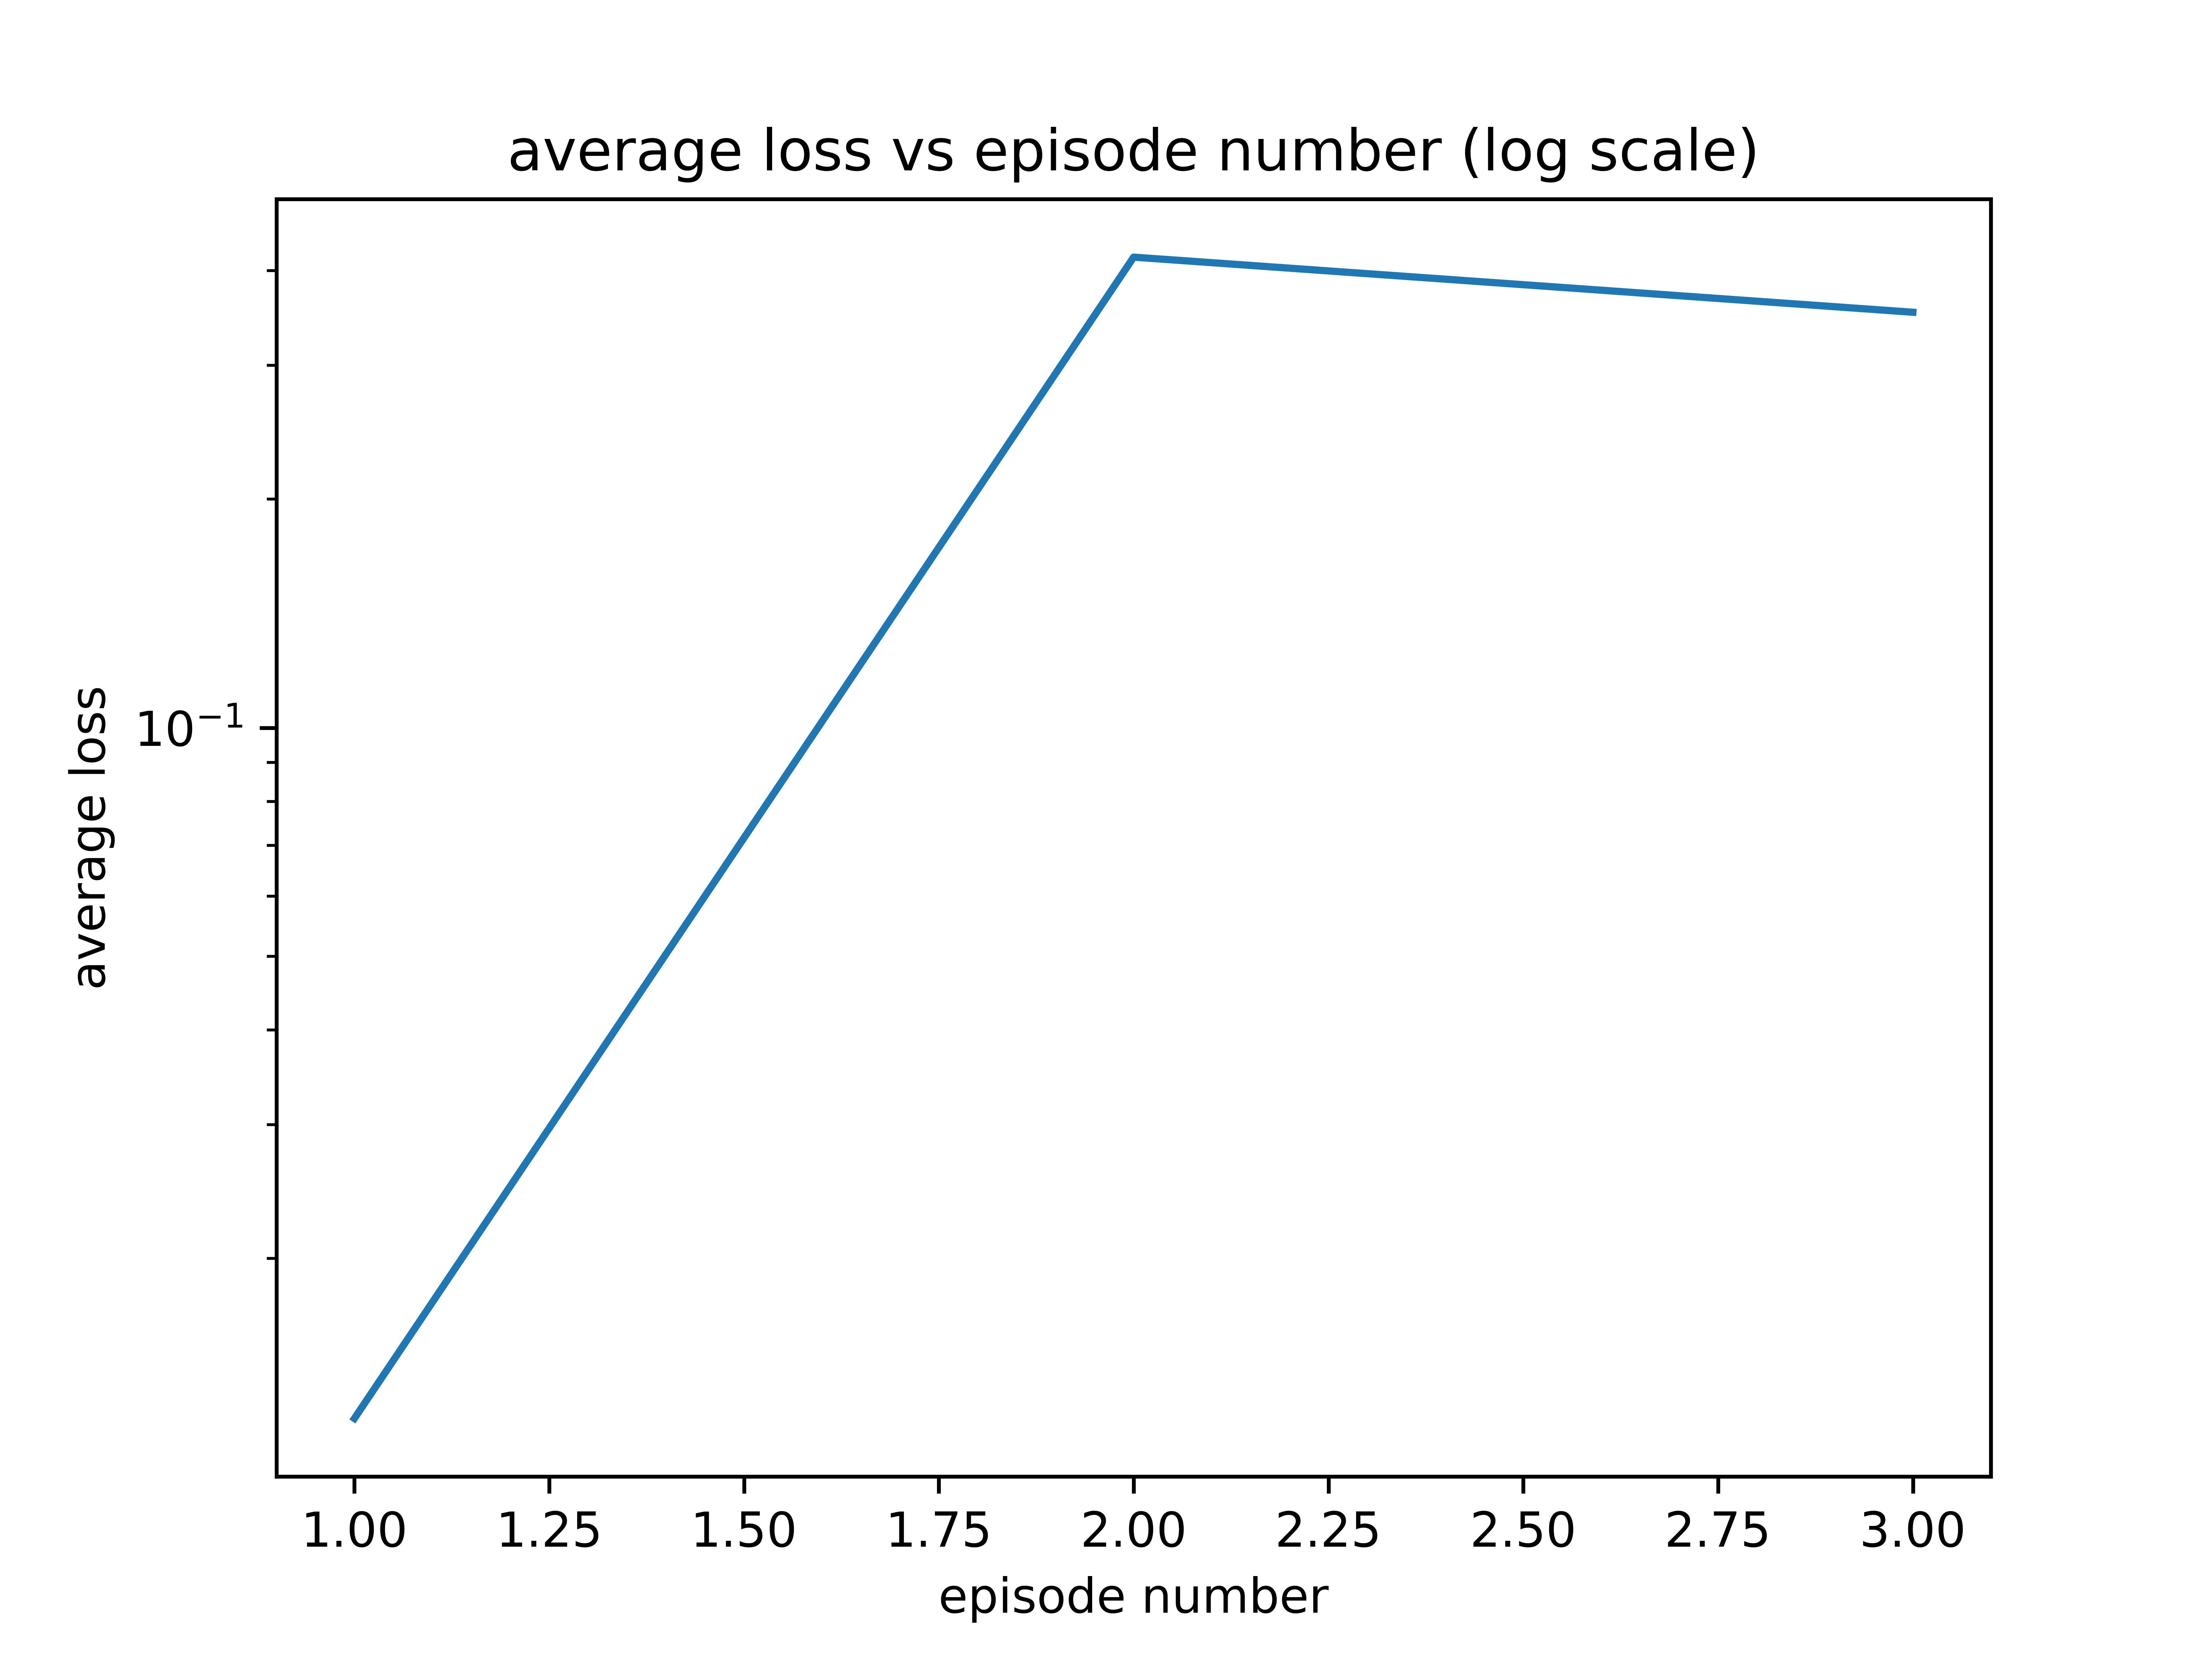 average loss vs episode number (log scale)
average loss
10⁻¹
1.00 1.25 1.50 1.75 2.00 2.25 2.50 2.75 3.00
episode number